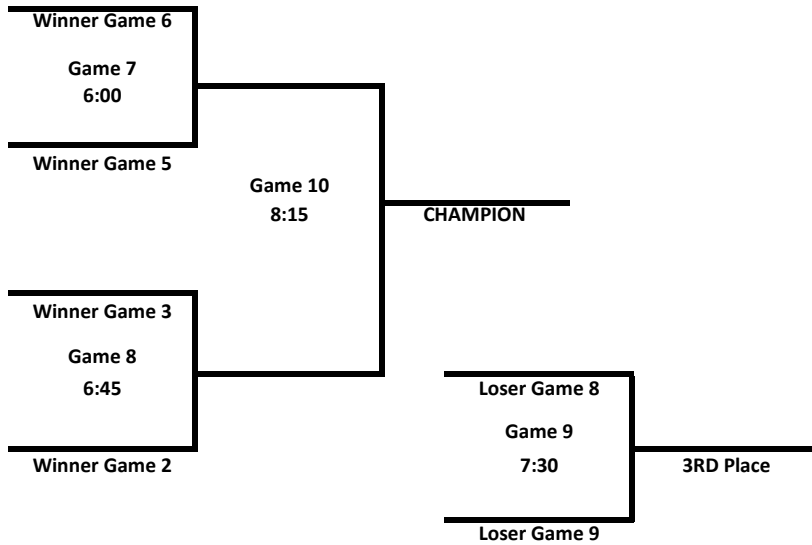 Winner Game 6
Game 7
6:00
Winner Game 5
Game 10
8:15
CHAMPION
Winner Game 3
Game 8
6:45
Winner Game 2
Loser Game 8
Game 9
7:30
3RD Place
Loser Game 9